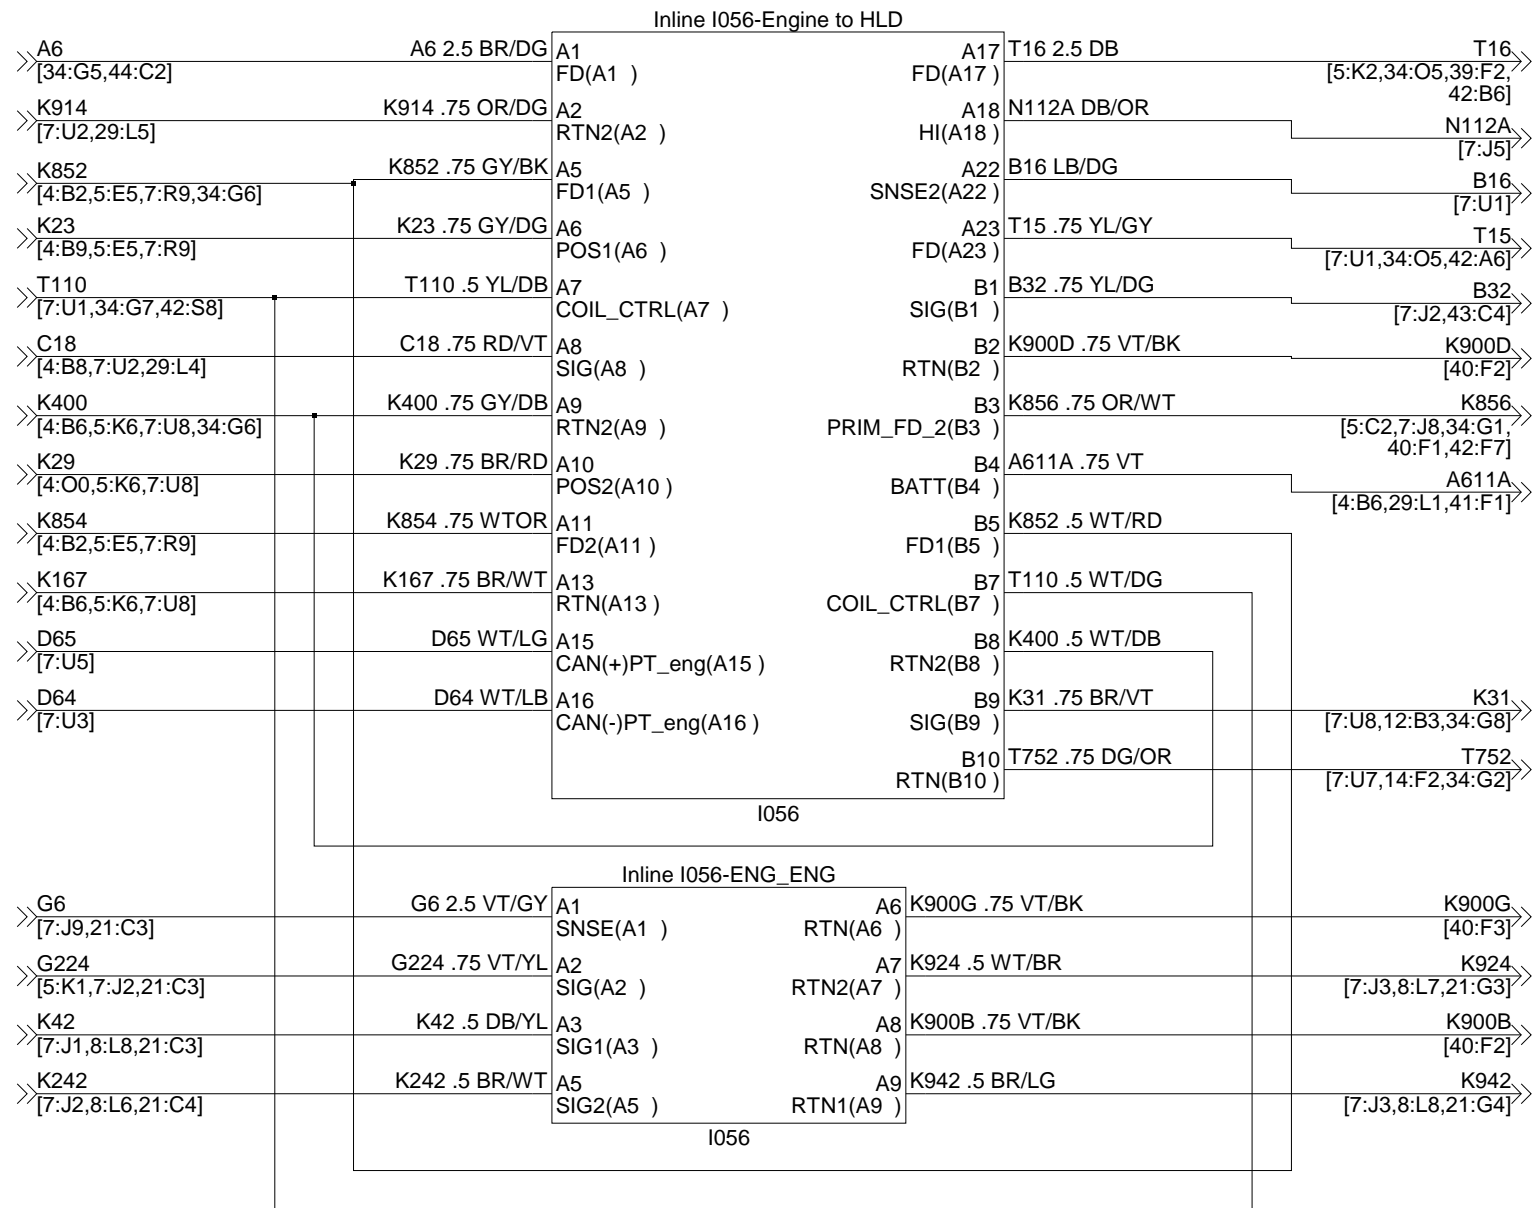 Inline I056-Engine to HLD
A6
[34:G5,44:C2]
A6 2.5 BR/DG
A1
FD(A1 )
A17
FD(A17 )
T16 2.5 DB
T16
[5:K2,34:O5,39:F2,
42:B6]
K914
[7:U2,29:L5]
K914 .75 OR/DG
A2
RTN2(A2 )
A18
HI(A18 )
N112A DB/OR
N112A
[7:J5]
K852
[4:B2,5:E5,7:R9,34:G6]
K852 .75 GY/BK
A5
FD1(A5 )
A22
SNSE2(A22 )
B16 LB/DG
B16
[7:U1]
K23
[4:B9,5:E5,7:R9]
K23 .75 GY/DG
A6
POS1(A6 )
A23
FD(A23 )
T15 .75 YL/GY
T15
[7:U1,34:O5,42:A6]
T110
[7:U1,34:G7,42:S8]
T110 .5 YL/DB
A7
COIL_CTRL(A7 )
B1
SIG(B1 )
B32 .75 YL/DG
B32
[7:J2,43:C4]
C18
[4:B8,7:U2,29:L4]
C18 .75 RD/VT
A8
SIG(A8 )
B2
RTN(B2 )
K900D .75 VT/BK
K900D
[40:F2]
K400
[4:B6,5:K6,7:U8,34:G6]
K400 .75 GY/DB
A9
RTN2(A9 )
B3
PRIM_FD_2(B3 )
K856 .75 OR/WT
K856
[5:C2,7:J8,34:G1,
40:F1,42:F7]
K29
[4:O0,5:K6,7:U8]
K29 .75 BR/RD
A10
POS2(A10 )
B4
BATT(B4 )
A611A .75 VT
A611A
[4:B6,29:L1,41:F1]
K854
[4:B2,5:E5,7:R9]
K854 .75 WTOR
A11
FD2(A11 )
B5
FD1(B5 )
K852 .5 WT/RD
K167
[4:B6,5:K6,7:U8]
K167 .75 BR/WT
A13
RTN(A13 )
B7
COIL_CTRL(B7 )
T110 .5 WT/DG
D65
[7:U5]
D65 WT/LG
A15
CAN(+)PT_eng(A15 )
B8
RTN2(B8 )
K400 .5 WT/DB
D64
[7:U3]
D64 WT/LB
A16
CAN(-)PT_eng(A16 )
B9
SIG(B9 )
K31 .75 BR/VT
K31
[7:U8,12:B3,34:G8]
B10
RTN(B10 )
T752 .75 DG/OR
T752
[7:U7,14:F2,34:G2]
I056
Inline I056-ENG_ENG
G6
[7:J9,21:C3]
G6 2.5 VT/GY
A1
SNSE(A1 )
A6
RTN(A6 )
K900G .75 VT/BK
K900G
[40:F3]
G224
[5:K1,7:J2,21:C3]
G224 .75 VT/YL
A2
SIG(A2 )
A7
RTN2(A7 )
K924 .5 WT/BR
K924
[7:J3,8:L7,21:G3]
K42
[7:J1,8:L8,21:C3]
K42 .5 DB/YL
A3
SIG1(A3 )
A8
RTN(A8 )
K900B .75 VT/BK
K900B
[40:F2]
K242
[7:J2,8:L6,21:C4]
K242 .5 BR/WT
A5
SIG2(A5 )
A9
RTN1(A9 )
K942 .5 BR/LG
K942
[7:J3,8:L8,21:G4]
I056